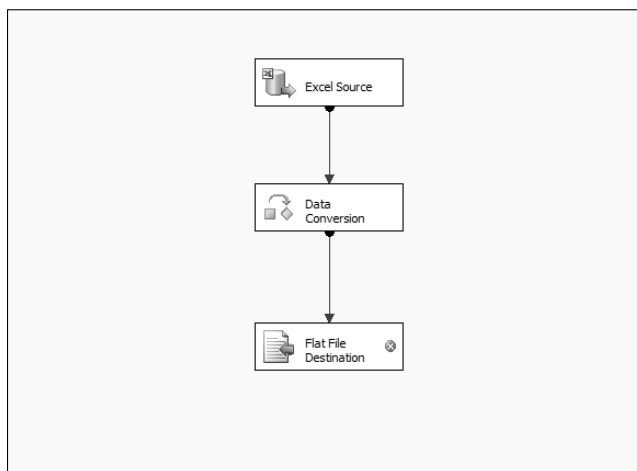 Excel Source
Data
Conversion
Flat File
Destination